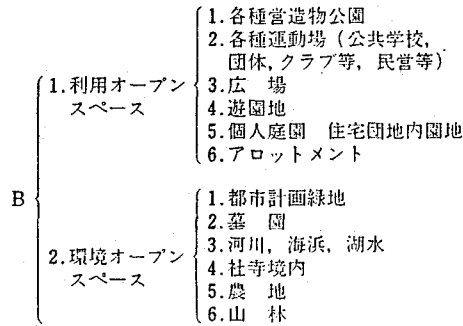 B
1.利用オープン
スペース
1.各種営造物公園
2.各種運動場(公共学校,
団体,クラブ等,民営等)
3.広 場
4.遊園地
5.個人庭園 住宅団地内園地
6.アロットメント
2.環境オープン
スペース
1.都市計画緑地
2.墓 園
3.河川,海浜,湖水
4.社寺境内
5.農 地
6.山 林